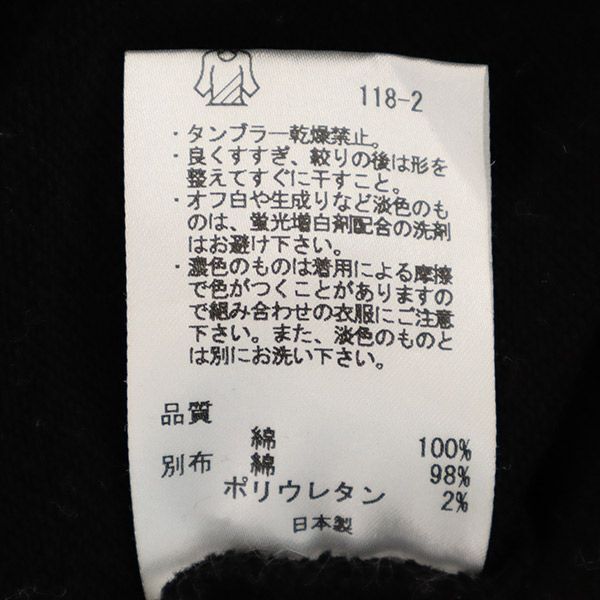 118-2
・タンブラー乾燥禁止。
・良くすすぎ、絞りの後は形を
整えてすぐに干すこと。
・オフ白や生成りなど淡色のも
のは、蛍光増白剤配合の洗剤
はお避け下さい。
・濃色のものは着用による摩擦
で色がつくことがありますの
で組み合わせの衣服にご注意
下さい。また、淡色のものと
は別にお洗い下さい。
品質
綿 100%
別布 綿 98%
ポリウレタン 2%
日本製